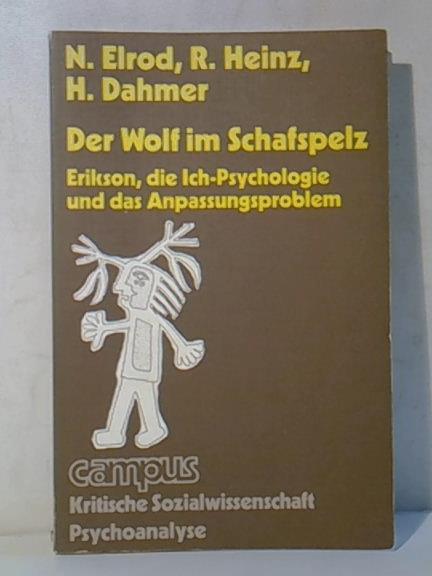 N. Elrod, R. Heinz,
H. Dahmer
Der Wolf im Schafspelz
Erikson, die Ich-Psychologie
und das Anpassungsproblem
campus
Kritische Sozialwissenschaft
Psychoanalyse